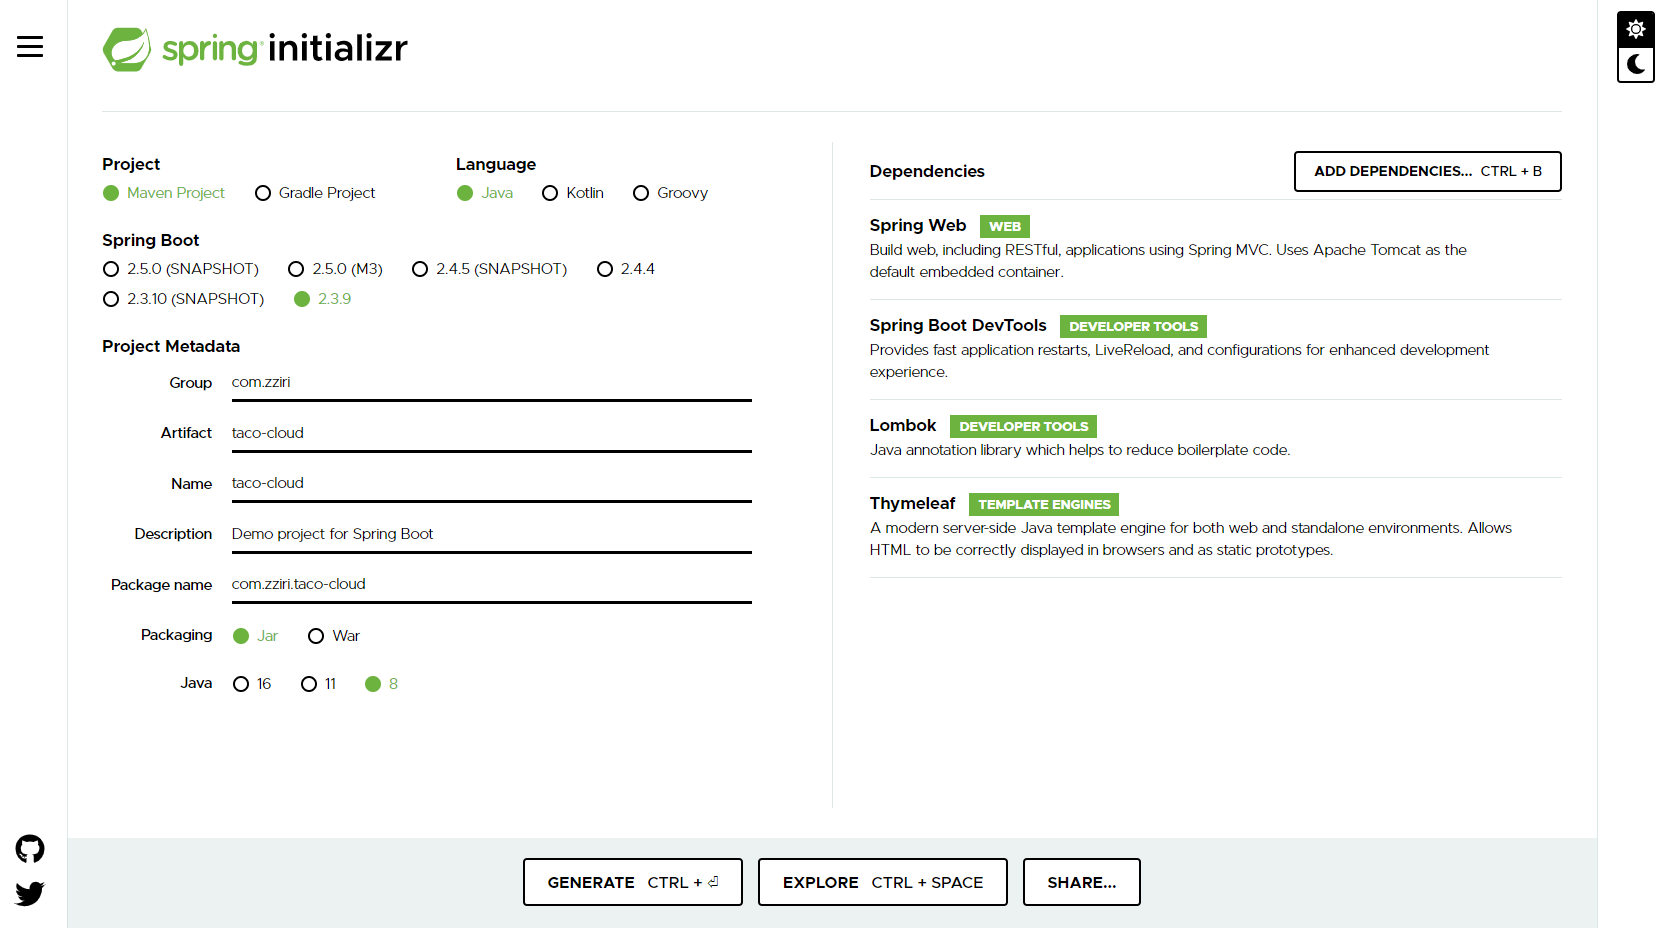 spring initializr
Project
Maven Project
Gradle Project
Language
Java
Kotlin
Groovy
Spring Boot
2.5.0 (SNAPSHOT)
2.5.0 (M3)
2.4.5 (SNAPSHOT)
2.4.4
2.3.10 (SNAPSHOT)
2.3.9
Project Metadata
Group
com.zziri
Artifact
taco-cloud
Name
taco-cloud
Description
Demo project for Spring Boot
Package name
com.zziri.taco-cloud
Packaging
Jar
War
Java
16
11
8
Dependencies
ADD DEPENDENCIES... CTRL + B
Spring Web WEB
Build web, including RESTful, applications using Spring MVC. Uses Apache Tomcat as the
default embedded container.
Spring Boot DevTools DEVELOPER TOOLS
Provides fast application restarts, LiveReload, and configurations for enhanced development
experience.
Lombok DEVELOPER TOOLS
Java annotation library which helps to reduce boilerplate code.
Thymeleaf TEMPLATE ENGINES
A modern server-side Java template engine for both web and standalone environments. Allows
HTML to be correctly displayed in browsers and as static prototypes.
GENERATE CTRL + ⏎
EXPLORE CTRL + SPACE
SHARE...